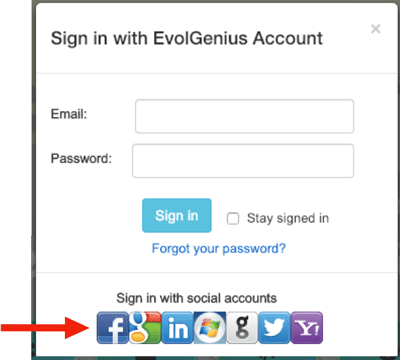 Sign in with EvolGenius Account ×
Email:
Password:
Sign in Stay signed in
Forgot your password?
Sign in with social accounts
f g in g Y!